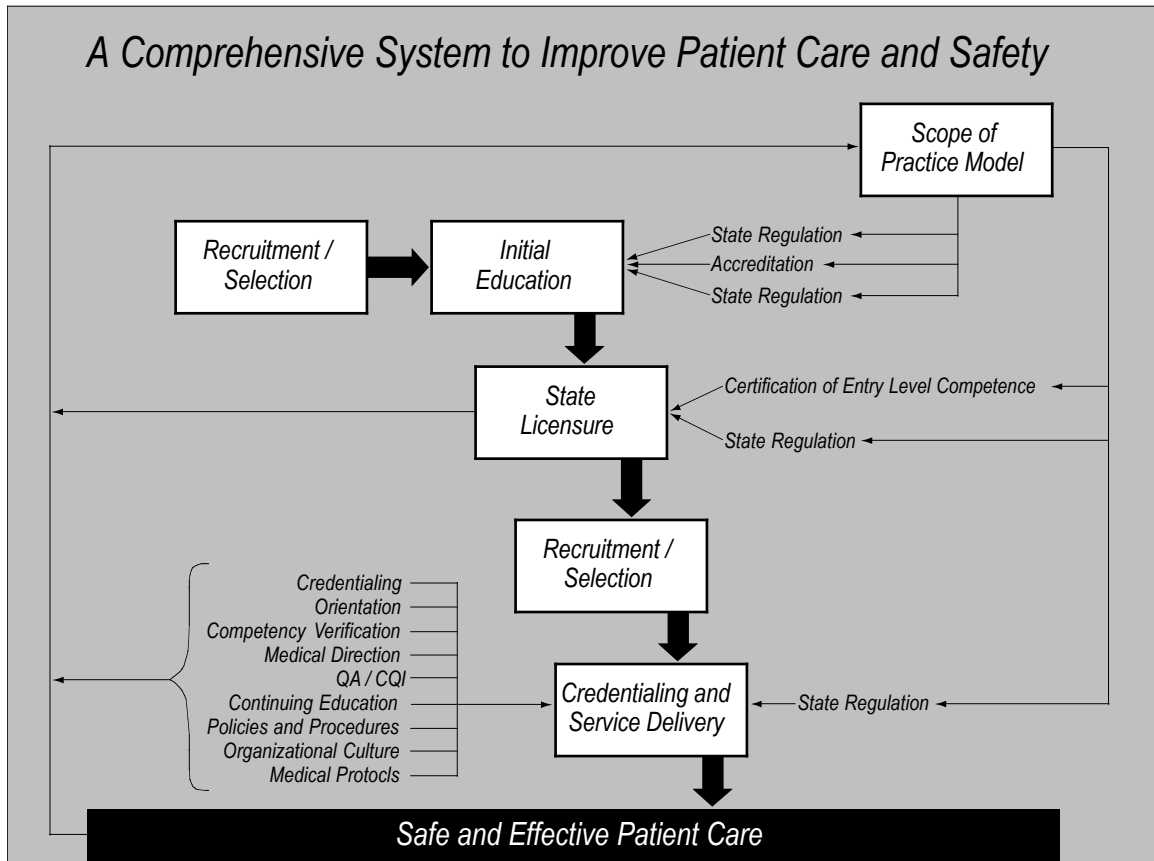 A Comprehensive System to Improve Patient Care and Safety
Scope of
Practice Model
Recruitment /
Selection
Initial
Education
State Regulation
Accreditation
State Regulation
State
Licensure
Certification of Entry Level Competence
State Regulation
Recruitment /
Selection
Credentialing
Orientation
Competency Verification
Medical Direction
QA / CQI
Continuing Education
Policies and Procedures
Organizational Culture
Medical Protocls
Credentialing and
Service Delivery
State Regulation
Safe and Effective Patient Care